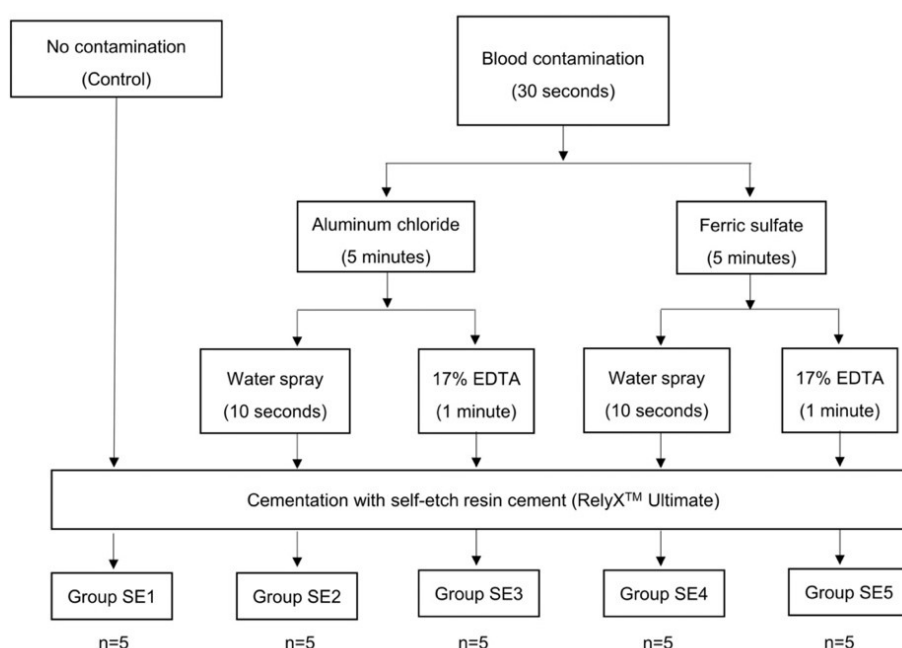 No contamination
(Control)
Blood contamination
(30 seconds)
Aluminum chloride
(5 minutes)
Ferric sulfate
(5 minutes)
Water spray
(10 seconds)
17% EDTA
(1 minute)
Water spray
(10 seconds)
17% EDTA
(1 minute)
Cementation with self-etch resin cement (RelyX™ Ultimate)
Group SE1
Group SE2
Group SE3
Group SE4
Group SE5
n=5
n=5
n=5
n=5
n=5